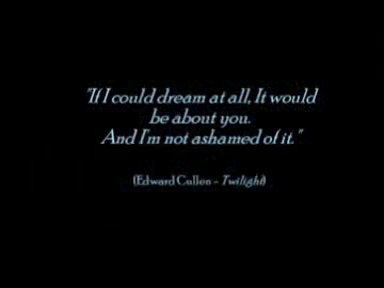 "If I could dream at all, It would
be about you.
And I'm not ashamed of it."
(Edward Cullen - Twilight)